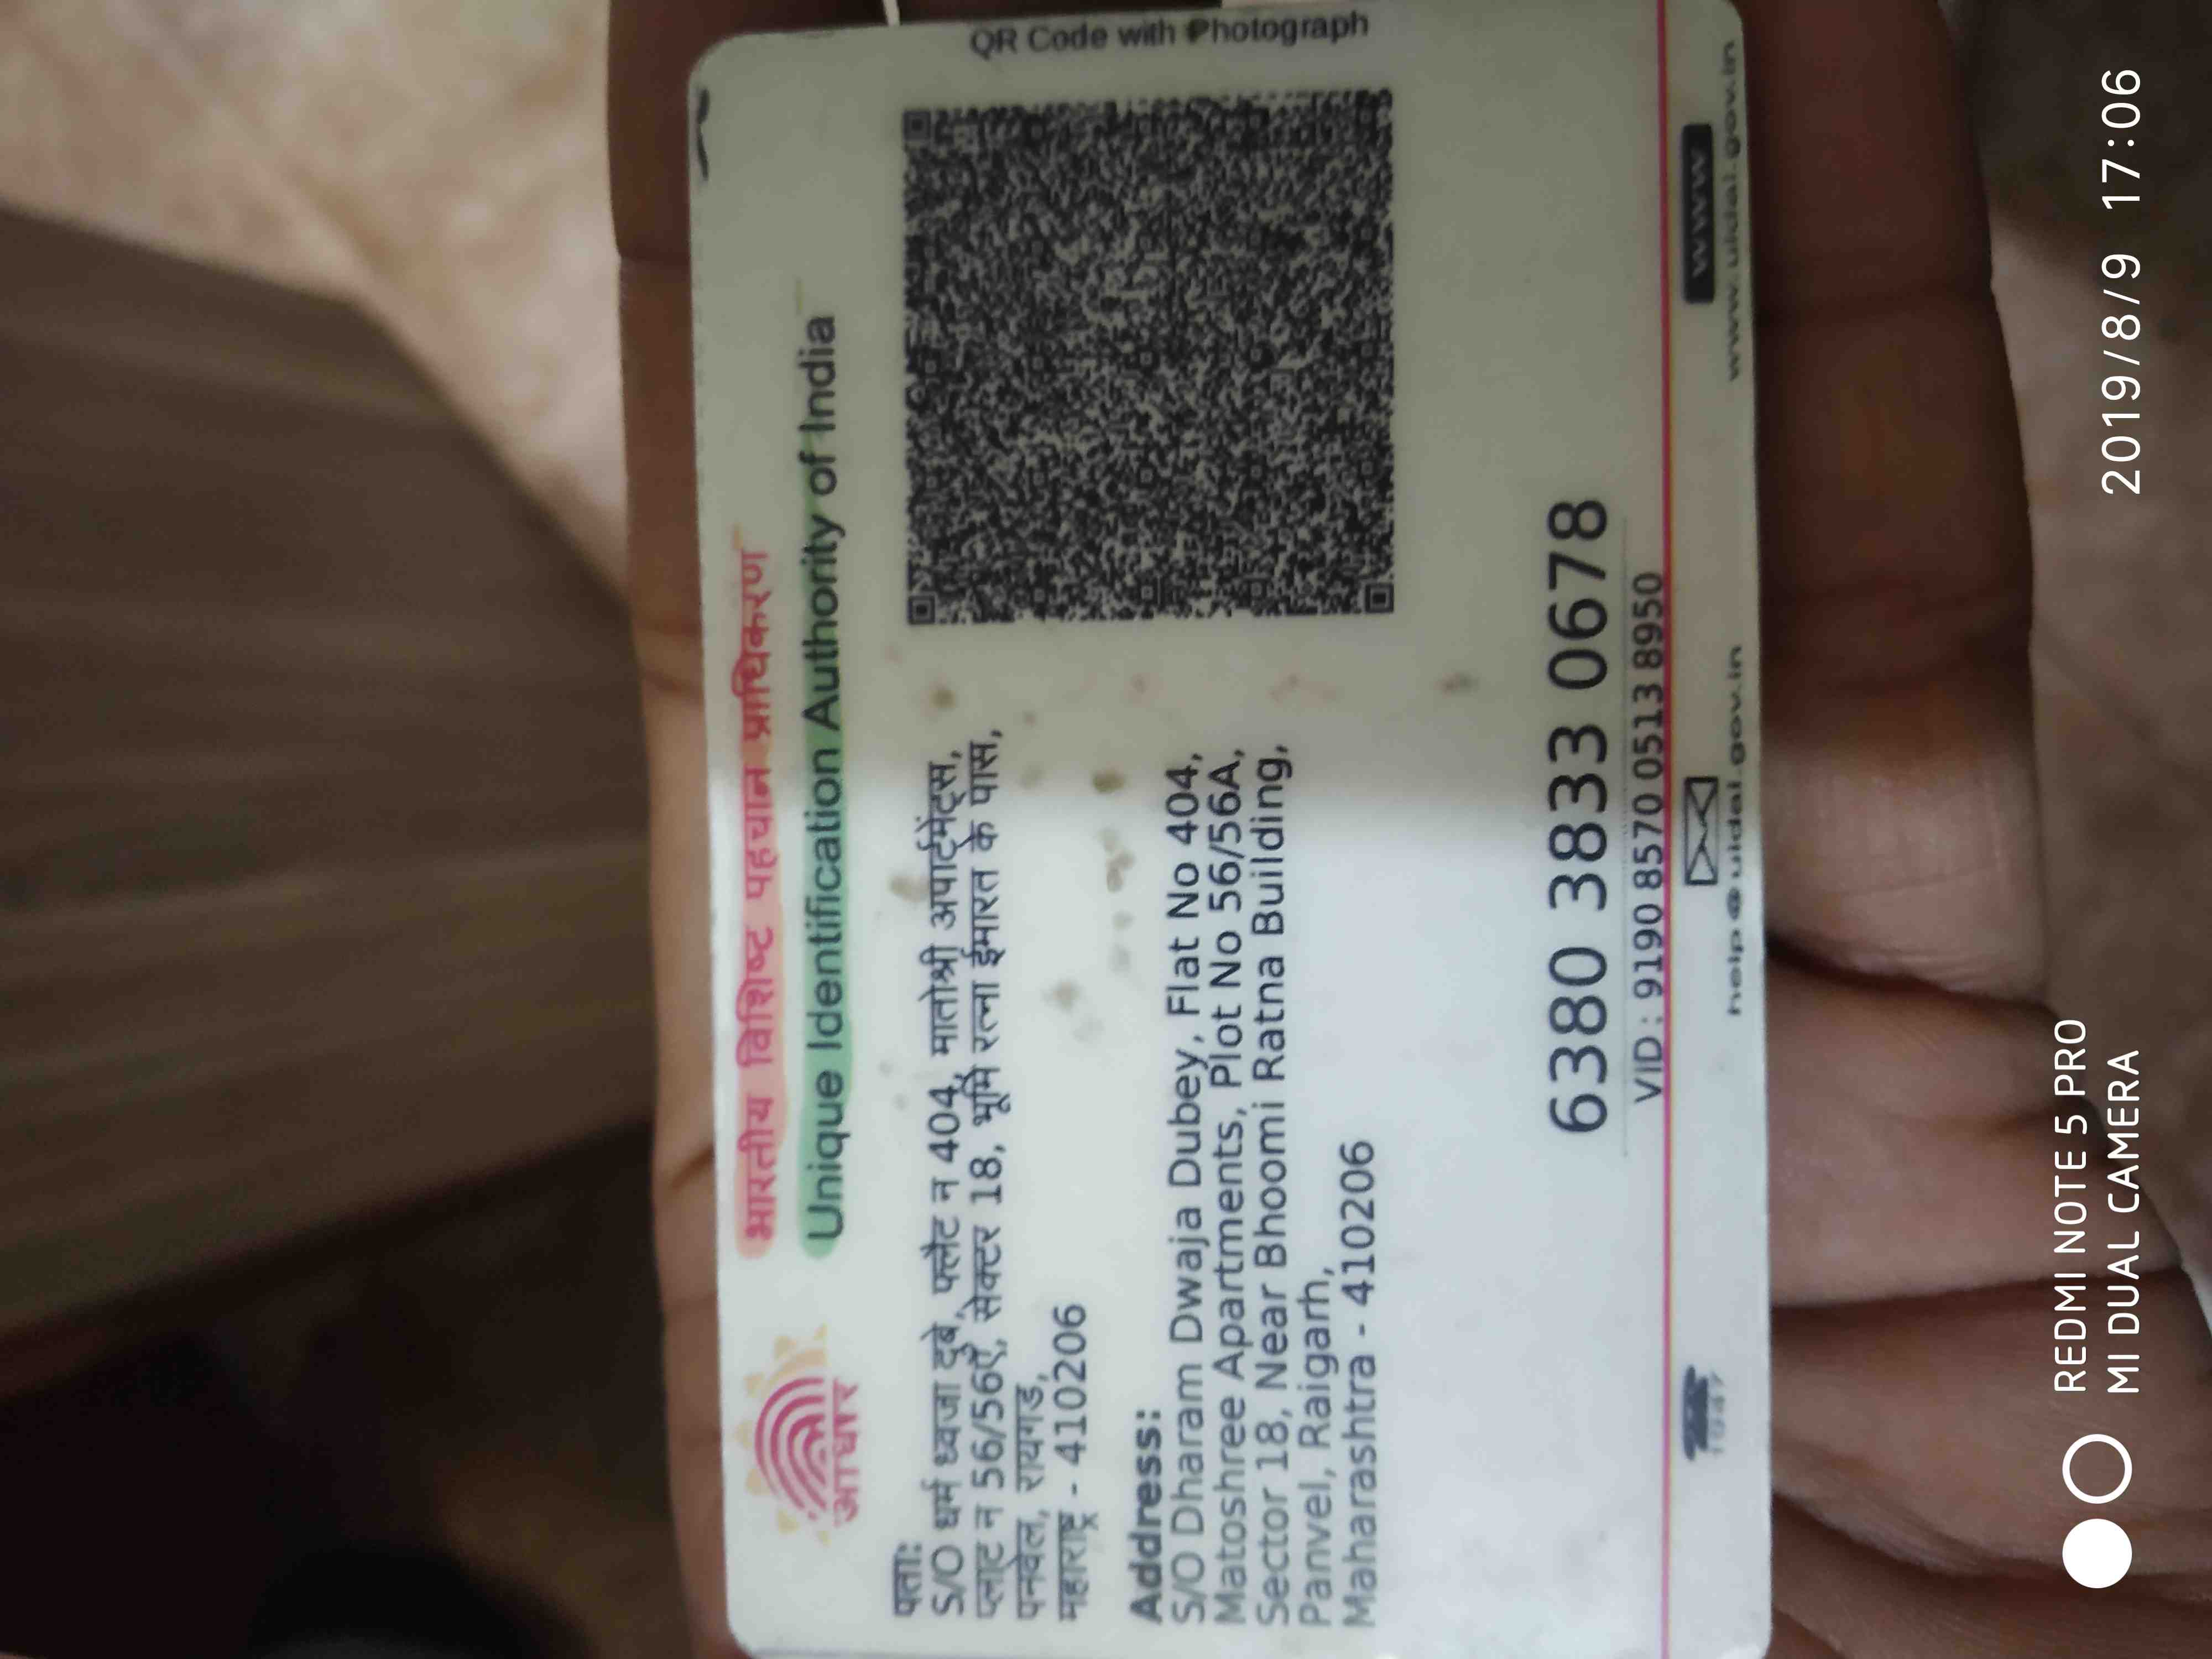 भारतीय विशिष्ट पहचान प्राधिकरण
Unique Identification Authority of India
आधार
पता:
S/O धर्म ध्वजा दुबे, फ्लैट न 404, मातोश्री अपार्टमेंट्स,
प्लाट न 56/56ऐ, सेक्टर 18, भूमि रत्ना ईमारत के पास,
पनवेल, रायगड,
महाराष्ट्र - 410206
Address:
S/O Dharam Dwaja Dubey, Flat No 404,
Matoshree Apartments, Plot No 56/56A,
Sector 18, Near Bhoomi Ratna Building,
Panvel, Raigarh,
Maharashtra - 410206
QR Code with Photograph
6380 3833 0678
VID : 9190 8570 0513 8950
1947
help@uidai.gov.in
WWW
www.uidai.gov.in
REDMI NOTE 5 PRO
MI DUAL CAMERA
2019/8/9 17:06